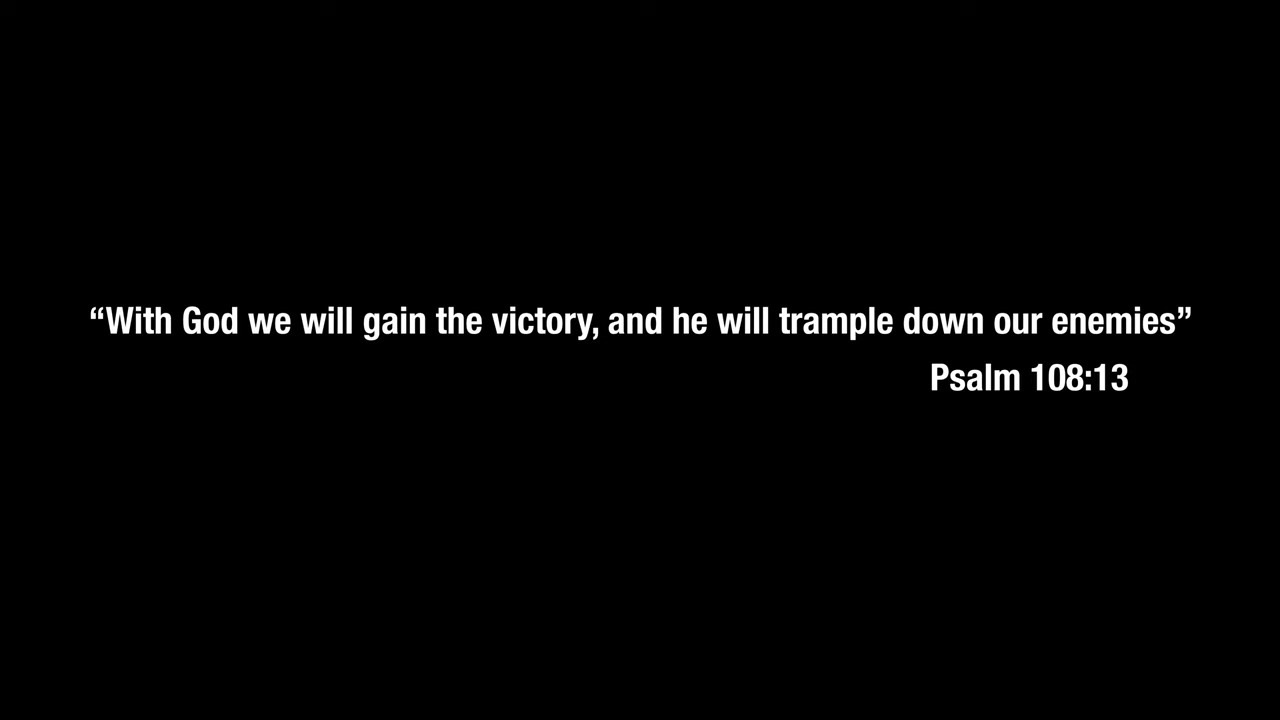 “With God we will gain the victory, and he will trample down our enemies”
Psalm 108:13